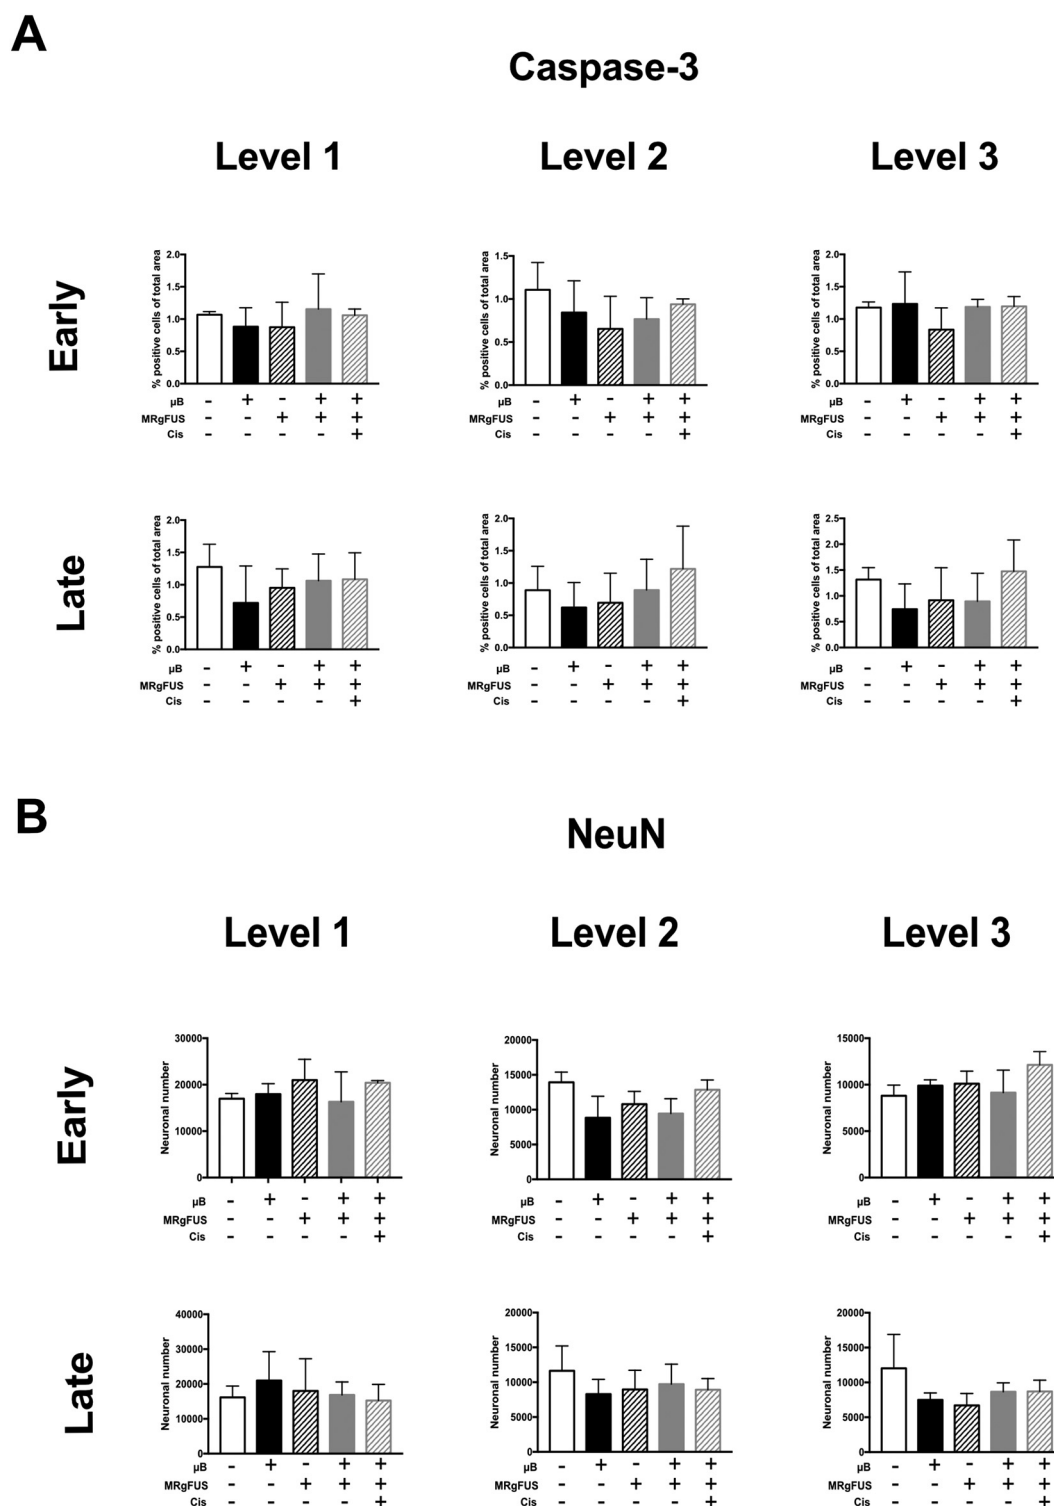 A
Caspase-3
Level 1 Level 2 Level 3
Early
% positive cells of total area
2.0
1.5
1.0
0.5
0.0
µB - + - + +
MRgFUS - - + + +
Cis - - - - +
% positive cells of total area
1.5
1.0
0.5
0.0
µB - + - + +
MRgFUS - - + + +
Cis - - - - +
% positive cells of total area
2.0
1.5
1.0
0.5
0.0
µB - + - + +
MRgFUS - - + + +
Cis - - - - +
Late
% positive cells of total area
2.0
1.5
1.0
0.5
0.0
µB - + - + +
MRgFUS - - + + +
Cis - - - - +
% positive cells of total area
2.0
1.5
1.0
0.5
0.0
µB - + - + +
MRgFUS - - + + +
Cis - - - - +
% positive cells of total area
2.5
2.0
1.5
1.0
0.5
0.0
µB - + - + +
MRgFUS - - + + +
Cis - - - - +
B
NeuN
Level 1 Level 2 Level 3
Early
Neuronal number
30000
20000
10000
0
µB - + - + +
MRgFUS - - + + +
Cis - - - - +
Neuronal number
20000
15000
10000
5000
0
µB - + - + +
MRgFUS - - + + +
Cis - - - - +
Neuronal number
15000
10000
5000
0
µB - + - + +
MRgFUS - - + + +
Cis - - - - +
Late
Neuronal number
40000
30000
20000
10000
0
µB - + - + +
MRgFUS - - + + +
Cis - - - - +
Neuronal number
20000
15000
10000
5000
0
µB - + - + +
MRgFUS - - + + +
Cis - - - - +
Neuronal number
20000
15000
10000
5000
0
µB - + - + +
MRgFUS - - + + +
Cis - - - - +